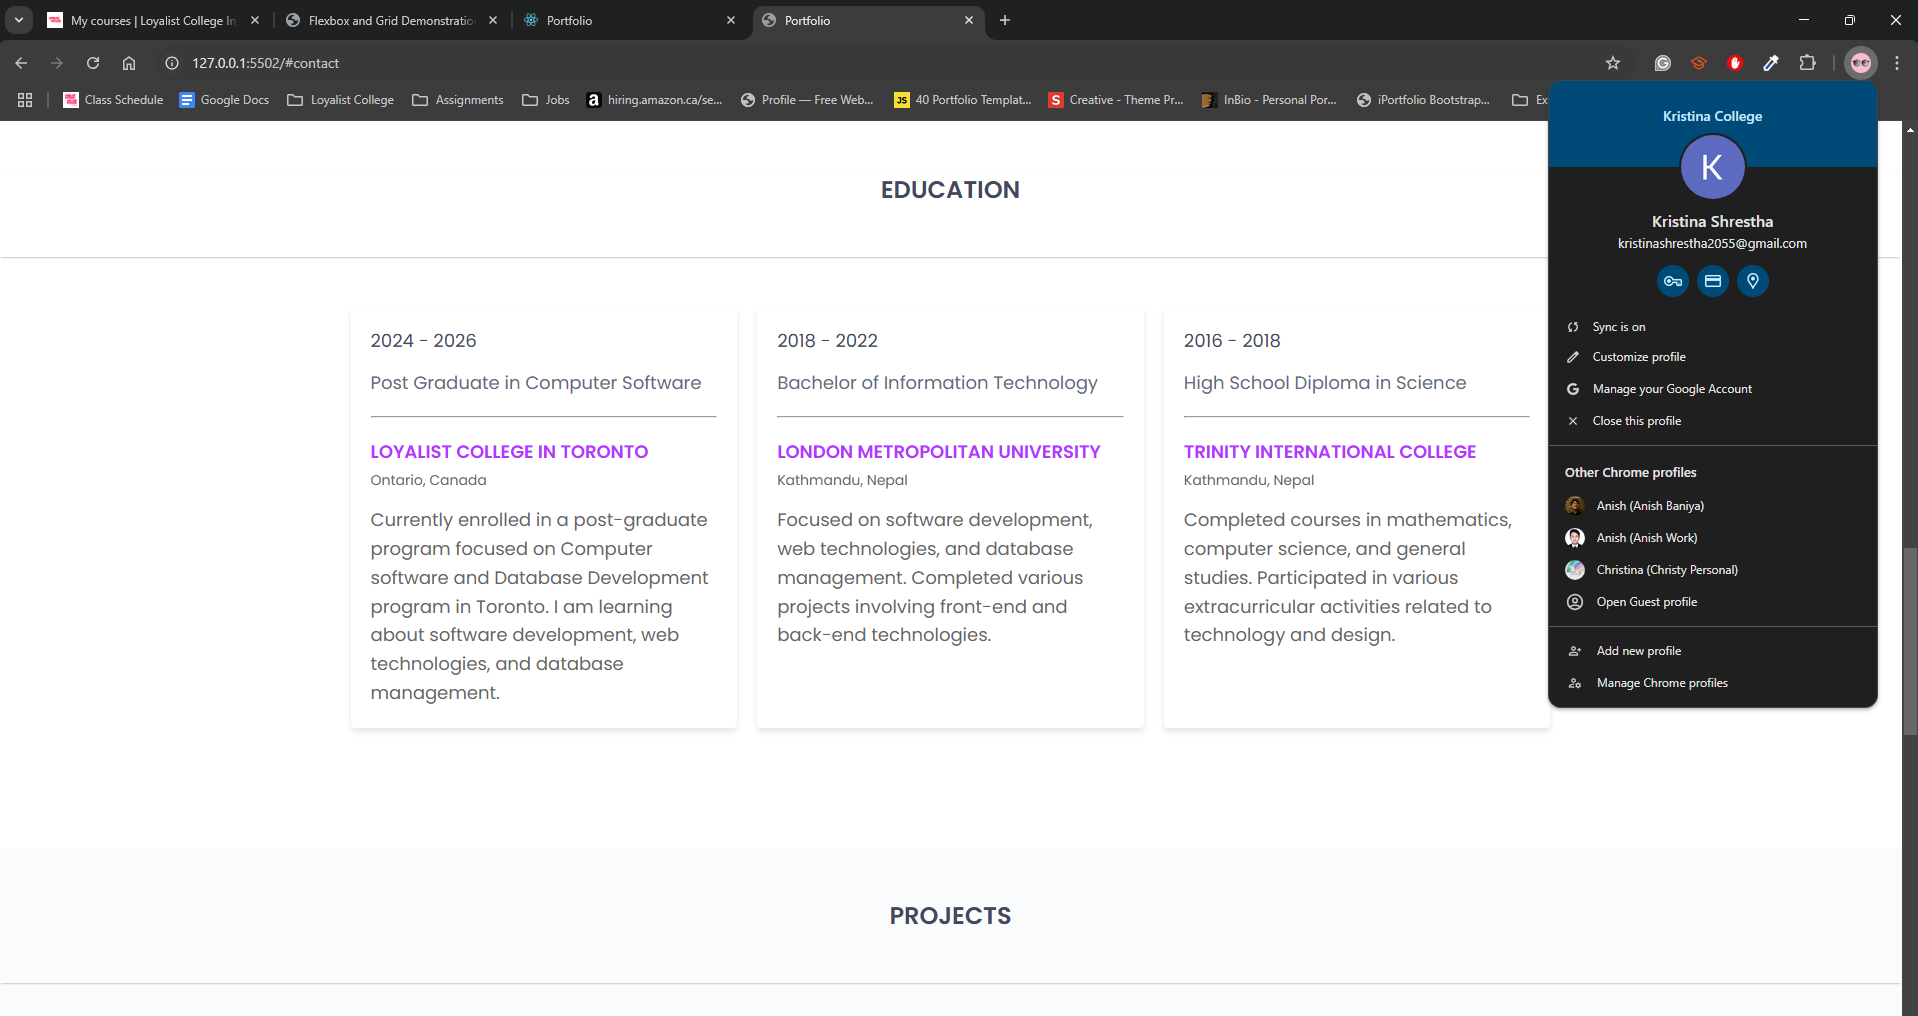 My courses | Loyalist College In
Flexbox and Grid Demonstratio
Portfolio
Portfolio
127.0.0.1:5502/#contact
Class Schedule
Google Docs
Loyalist College
Assignments
Jobs
hiring.amazon.ca/se...
Profile — Free Web...
JS
40 Portfolio Templat...
S
Creative - Theme Pr...
InBio - Personal Por...
iPortfolio Bootstrap...
Ex
Kristina College
K
Kristina Shrestha
kristinashrestha2055@gmail.com
Sync is on
Customize profile
Manage your Google Account
Close this profile
Other Chrome profiles
Anish (Anish Baniya)
Anish (Anish Work)
Christina (Christy Personal)
Open Guest profile
Add new profile
Manage Chrome profiles
EDUCATION
2024 - 2026
Post Graduate in Computer Software
LOYALIST COLLEGE IN TORONTO
Ontario, Canada
Currently enrolled in a post-graduate
program focused on Computer
software and Database Development
program in Toronto. I am learning
about software development, web
technologies, and database
management.
2018 - 2022
Bachelor of Information Technology
LONDON METROPOLITAN UNIVERSITY
Kathmandu, Nepal
Focused on software development,
web technologies, and database
management. Completed various
projects involving front-end and
back-end technologies.
2016 - 2018
High School Diploma in Science
TRINITY INTERNATIONAL COLLEGE
Kathmandu, Nepal
Completed courses in mathematics,
computer science, and general
studies. Participated in various
extracurricular activities related to
technology and design.
PROJECTS